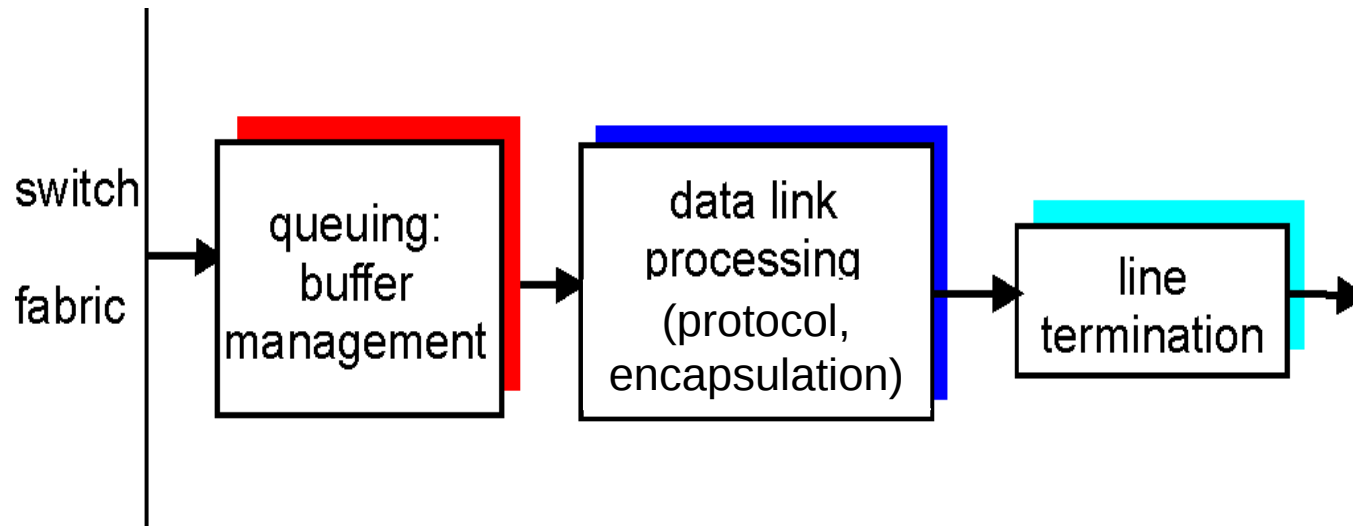 switch
fabric
queuing:
buffer
management
data link
processing
(protocol,
encapsulation)
line
termination